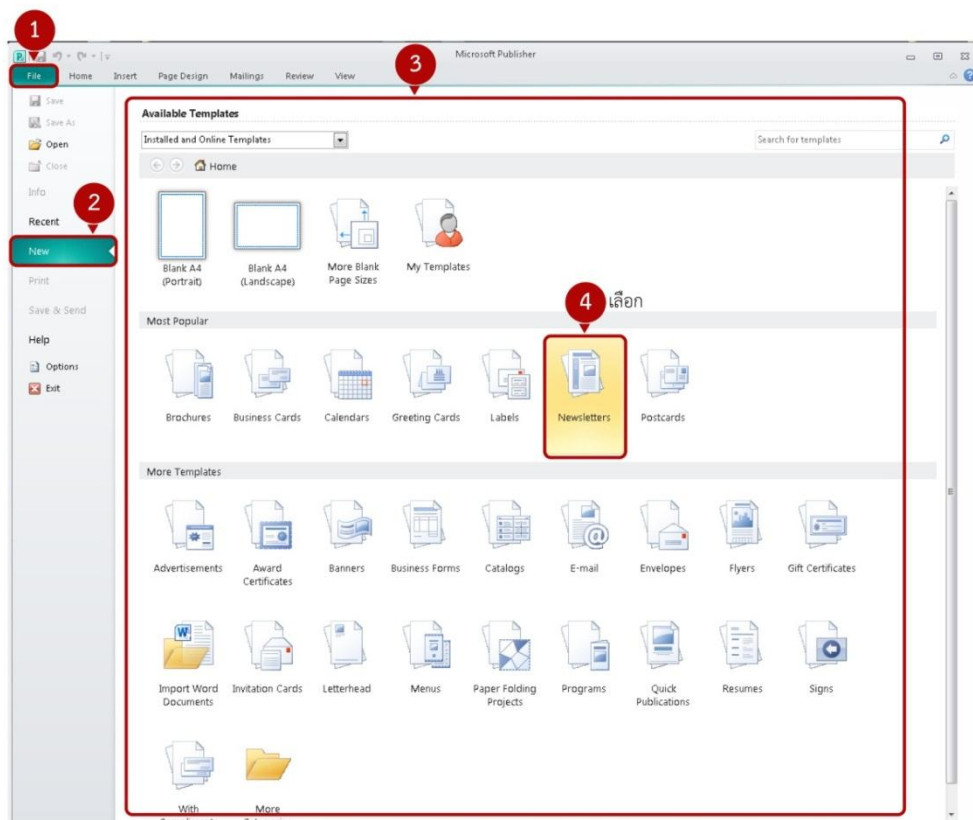 1
Microsoft Publisher
3
File Home Insert Page Design Mailings Review View
Save
Save As
Open
Close
Info
2
Recent
New
Print
Save & Send
Help
Options
Exit
Available Templates
Installed and Online Templates
Search for templates
Home
Blank A4 (Portrait)
Blank A4 (Landscape)
More Blank Page Sizes
My Templates
4 เลือก
Most Popular
Brochures Business Cards Calendars Greeting Cards Labels Newsletters Postcards
More Templates
Advertisements Award Certificates Banners Business Forms Catalogs E-mail Envelopes Flyers Gift Certificates
Import Word Documents Invitation Cards Letterhead Menus Paper Folding Projects Programs Quick Publications Resumes Signs
With More